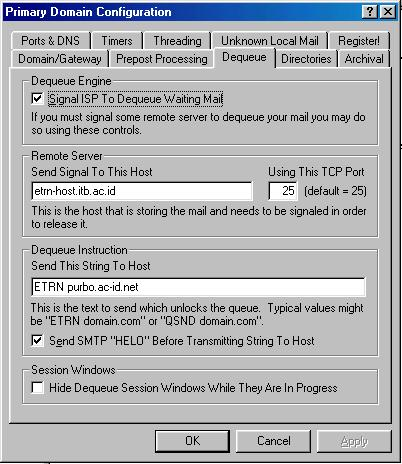 Primary Domain Configuration
Ports & DNS Timers Threading Unknown Local Mail Register!
Domain/Gateway Prepost Processing Dequeue Directories Archival
Dequeue Engine
Signal ISP To Dequeue Waiting Mail
If you must signal some remote server to dequeue your mail you may do
so using these controls.
Remote Server
Send Signal To This Host Using This TCP Port
etrn-host.itb.ac.id 25 (default = 25)
This is the host that is storing the mail and needs to be signaled in order
to release it.
Dequeue Instruction
Send This String To Host
ETRN purbo.ac-id.net
This is the text to send which unlocks the queue. Typical values might
be "ETRN domain.com" or "QSND domain.com".
Send SMTP "HELO" Before Transmitting String To Host
Session Windows
Hide Dequeue Session Windows While They Are In Progress
OK Cancel Apply